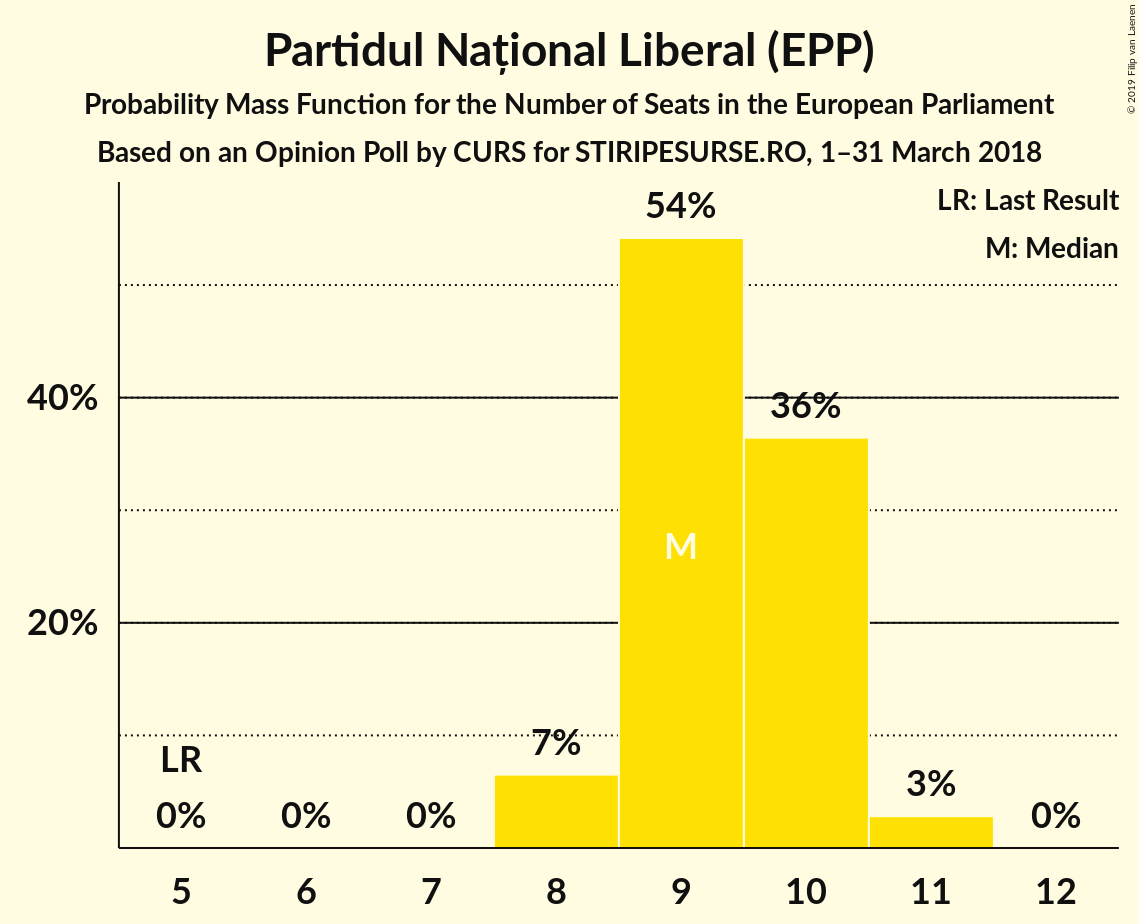 Partidul Național Liberal (EPP)
Probability Mass Function for the Number of Seats in the European Parliament
Based on an Opinion Poll by CURS for STIRIPESURSE.RO, 1–31 March 2018
© 2019 Filip van Laenen
LR: Last Result
M: Median
54%
40%
36%
M
20%
7%
LR
3%
0%
0%
0%
0%
5 6 7 8 9 10 11 12